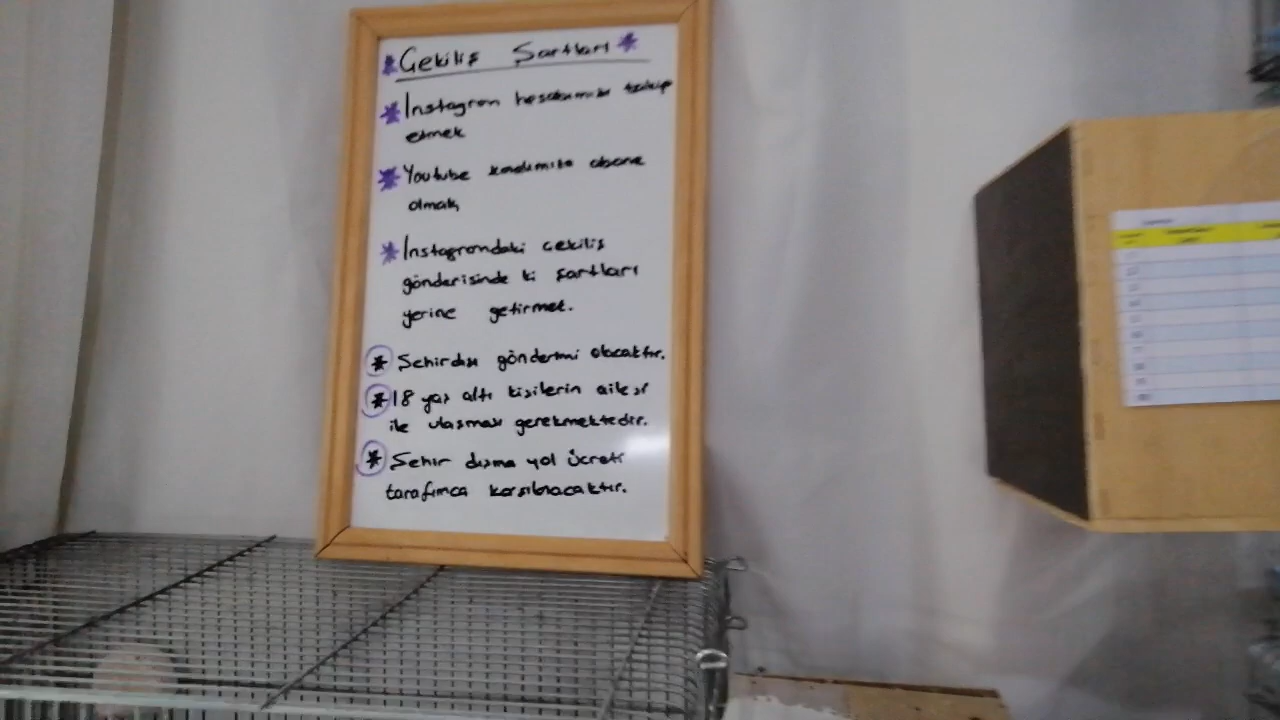 * Çekiliş Şartları *
* Instagram hesabımızı takip
etmek
* Youtube kanalımıza abone
olmak,
* Instagramdaki çekiliş
gönderisinde ki şartları
yerine getirmek.
* Şehirdışı gönderimi olacaktır.
* 18 yaş altı kişilerin ailesi
ile ulaşması gerekmektedir.
* Şehir dışına yol ücreti
tarafımca karşılanacaktır.